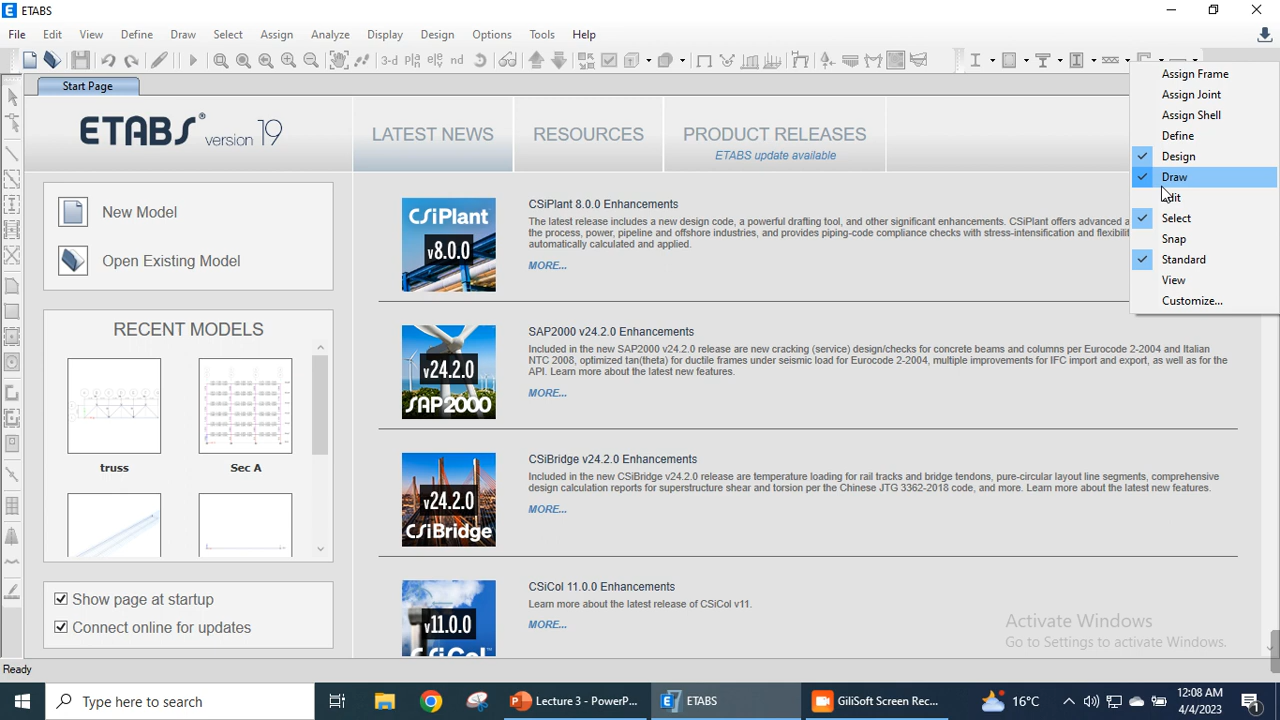 ETABS
File Edit View Define Draw Select Assign Analyze Display Design Options Tools Help
3-d nd
Start Page
ETABS® version 19
LATEST NEWS
RESOURCES
PRODUCT RELEASES
ETABS update available
New Model
Open Existing Model
RECENT MODELS
truss
Sec A
Show page at startup
Connect online for updates
CSiPlant v8.0.0
CSiPlant 8.0.0 Enhancements
The latest release includes a new design code, a powerful drafting tool, and other significant enhancements. CSiPlant offers advanced a
the process, power, pipeline and offshore industries, and provides piping-code compliance checks with stress-intensification and flexibilit
automatically calculated and applied.
MORE...
v24.2.0 SAP2000
SAP2000 v24.2.0 Enhancements
Included in the new SAP2000 v24.2.0 release are new cracking (service) design/checks for concrete beams and columns per Eurocode 2-2004 and Italian
NTC 2008, optimized tan(theta) for ductile frames under seismic load for Eurocode 2-2004, multiple improvements for IFC import and export, as well as for the
API. Learn more about the latest new features.
MORE...
v24.2.0 CSiBridge
CSiBridge v24.2.0 Enhancements
Included in the new CSiBridge v24.2.0 release are temperature loading for rail tracks and bridge tendons, pure-circular layout line segments, comprehensive
design calculation reports for superstructure shear and torsion per the Chinese JTG 3362-2018 code, and more. Learn more about the latest new features.
MORE...
v11.0.0 CSiCol
CSiCol 11.0.0 Enhancements
Learn more about the latest release of CSiCol v11.
MORE...
Assign Frame
Assign Joint
Assign Shell
Define
Design
Draw
Edit
Select
Snap
Standard
View
Customize...
Activate Windows
Go to Settings to activate Windows.
Ready
Type here to search
Lecture 3 - PowerP...
ETABS
GiliSoft Screen Rec...
16°C
12:08 AM
4/4/2023
1